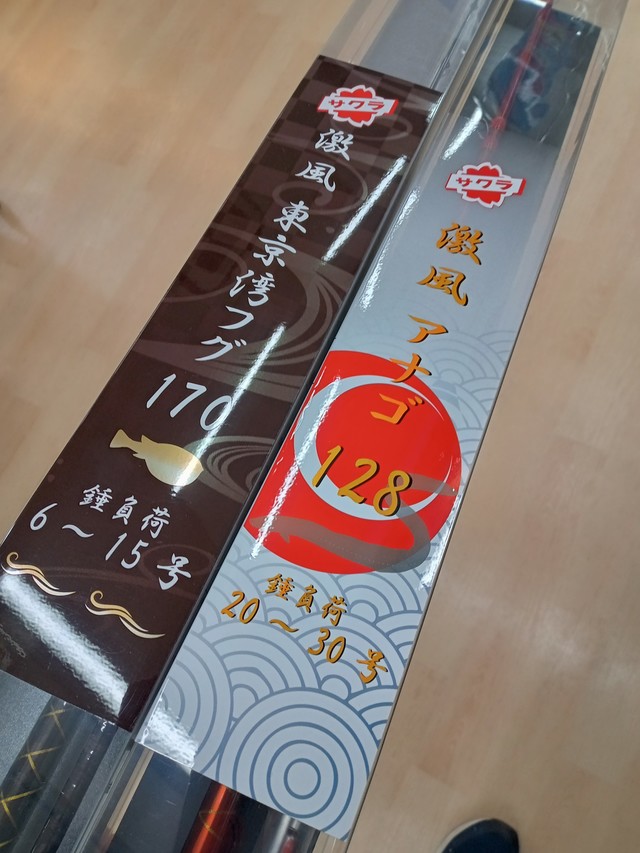 サクラ
激風 東京湾フグ
170
錘負荷
6～15号
サクラ
激風 アナゴ
128
錘負荷
20～30号